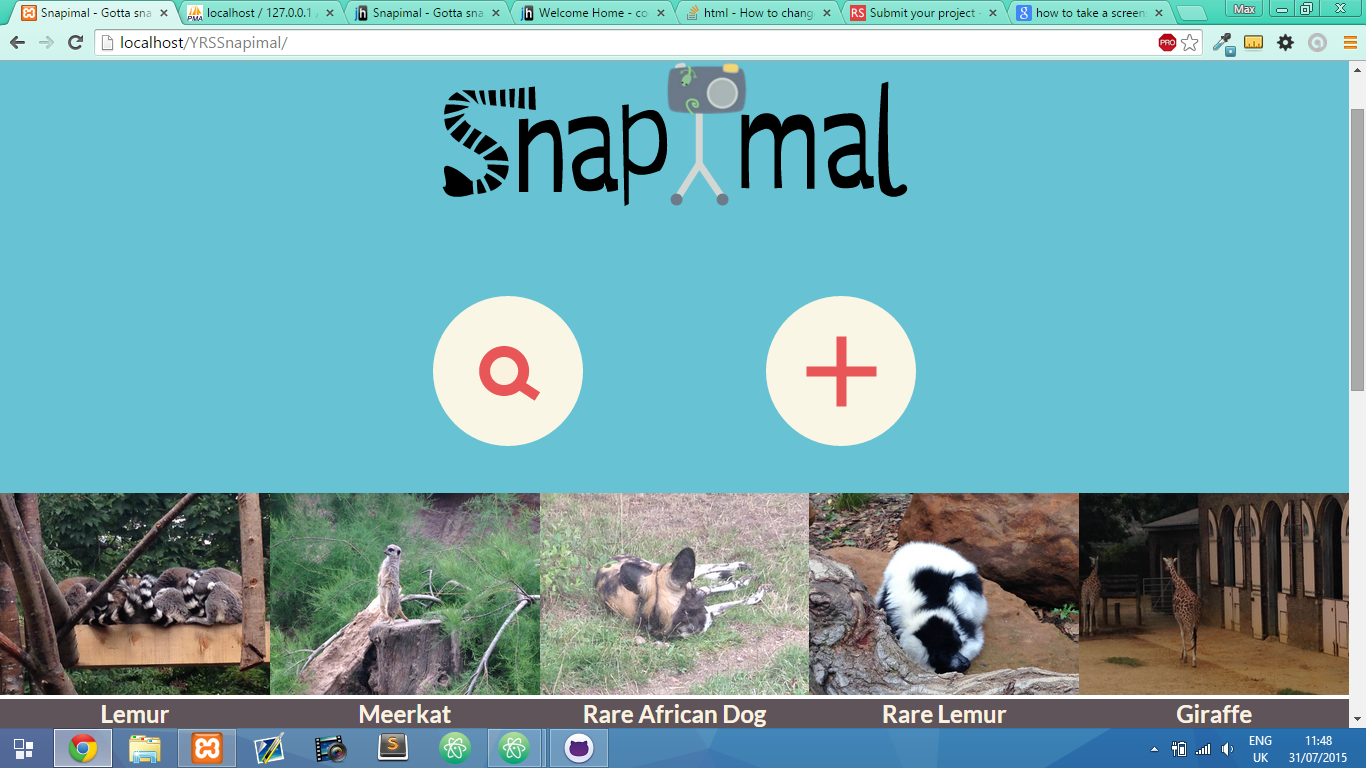 Snapimal - Gotta sna
localhost / 127.0.0.1 /
Snapimal - Gotta sna
Welcome Home - co
html - How to chang
Submit your project -
how to take a screen
Max
localhost/YRSSnapimal/
PRO
Snapimal
Lemur
Meerkat
Rare African Dog
Rare Lemur
Giraffe
ENG
UK
11:48
31/07/2015